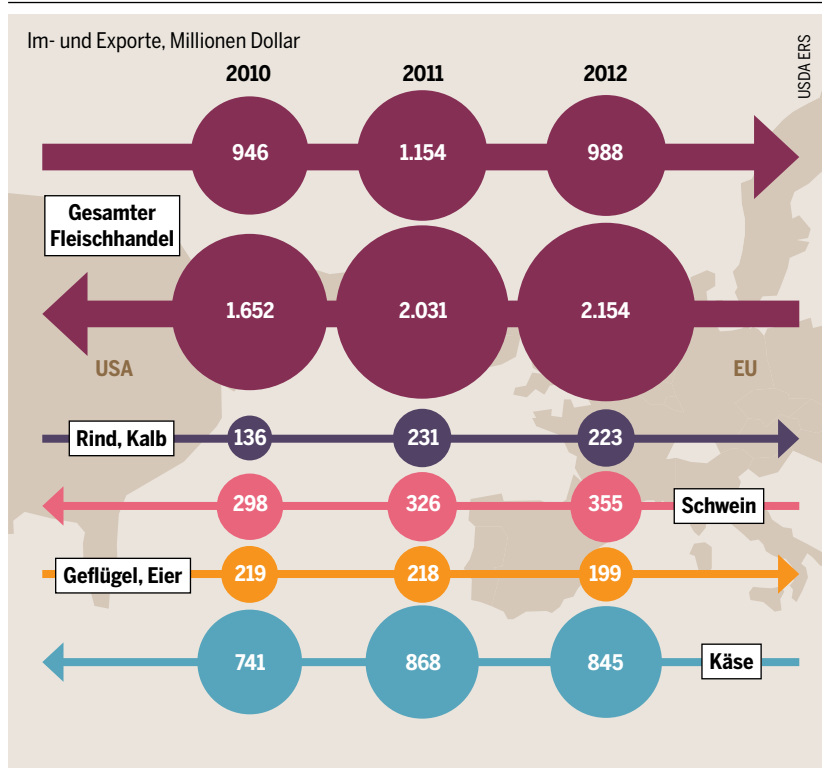 Im- und Exporte, Millionen Dollar
USDA ERS
2010 2011 2012
946 1.154 988
Gesamter
Fleischhandel
1.652 2.031 2.154
USA EU
Rind, Kalb 136 231 223
298 326 355 Schwein
Geflügel, Eier 219 218 199
741 868 845 Käse